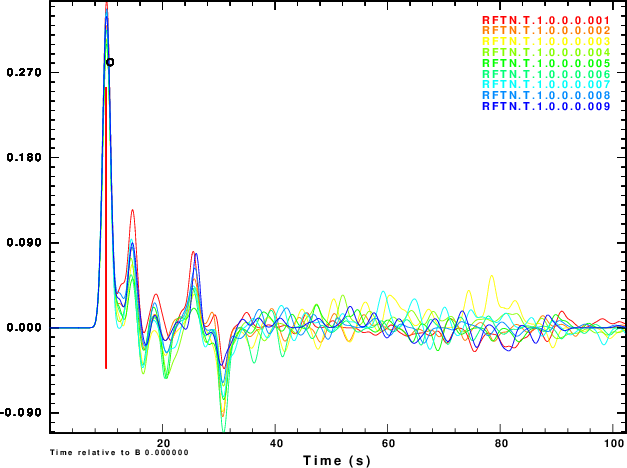 RFTN.T.1.0.0.0.001
RFTN.T.1.0.0.0.002
RFTN.T.1.0.0.0.003
RFTN.T.1.0.0.0.004
RFTN.T.1.0.0.0.005
RFTN.T.1.0.0.0.006
RFTN.T.1.0.0.0.007
RFTN.T.1.0.0.0.008
RFTN.T.1.0.0.0.009
0.270
0.180
0.090
0.000
-0.090
20 40 60 80 100
Time relative to B 0.000000
Time (s)